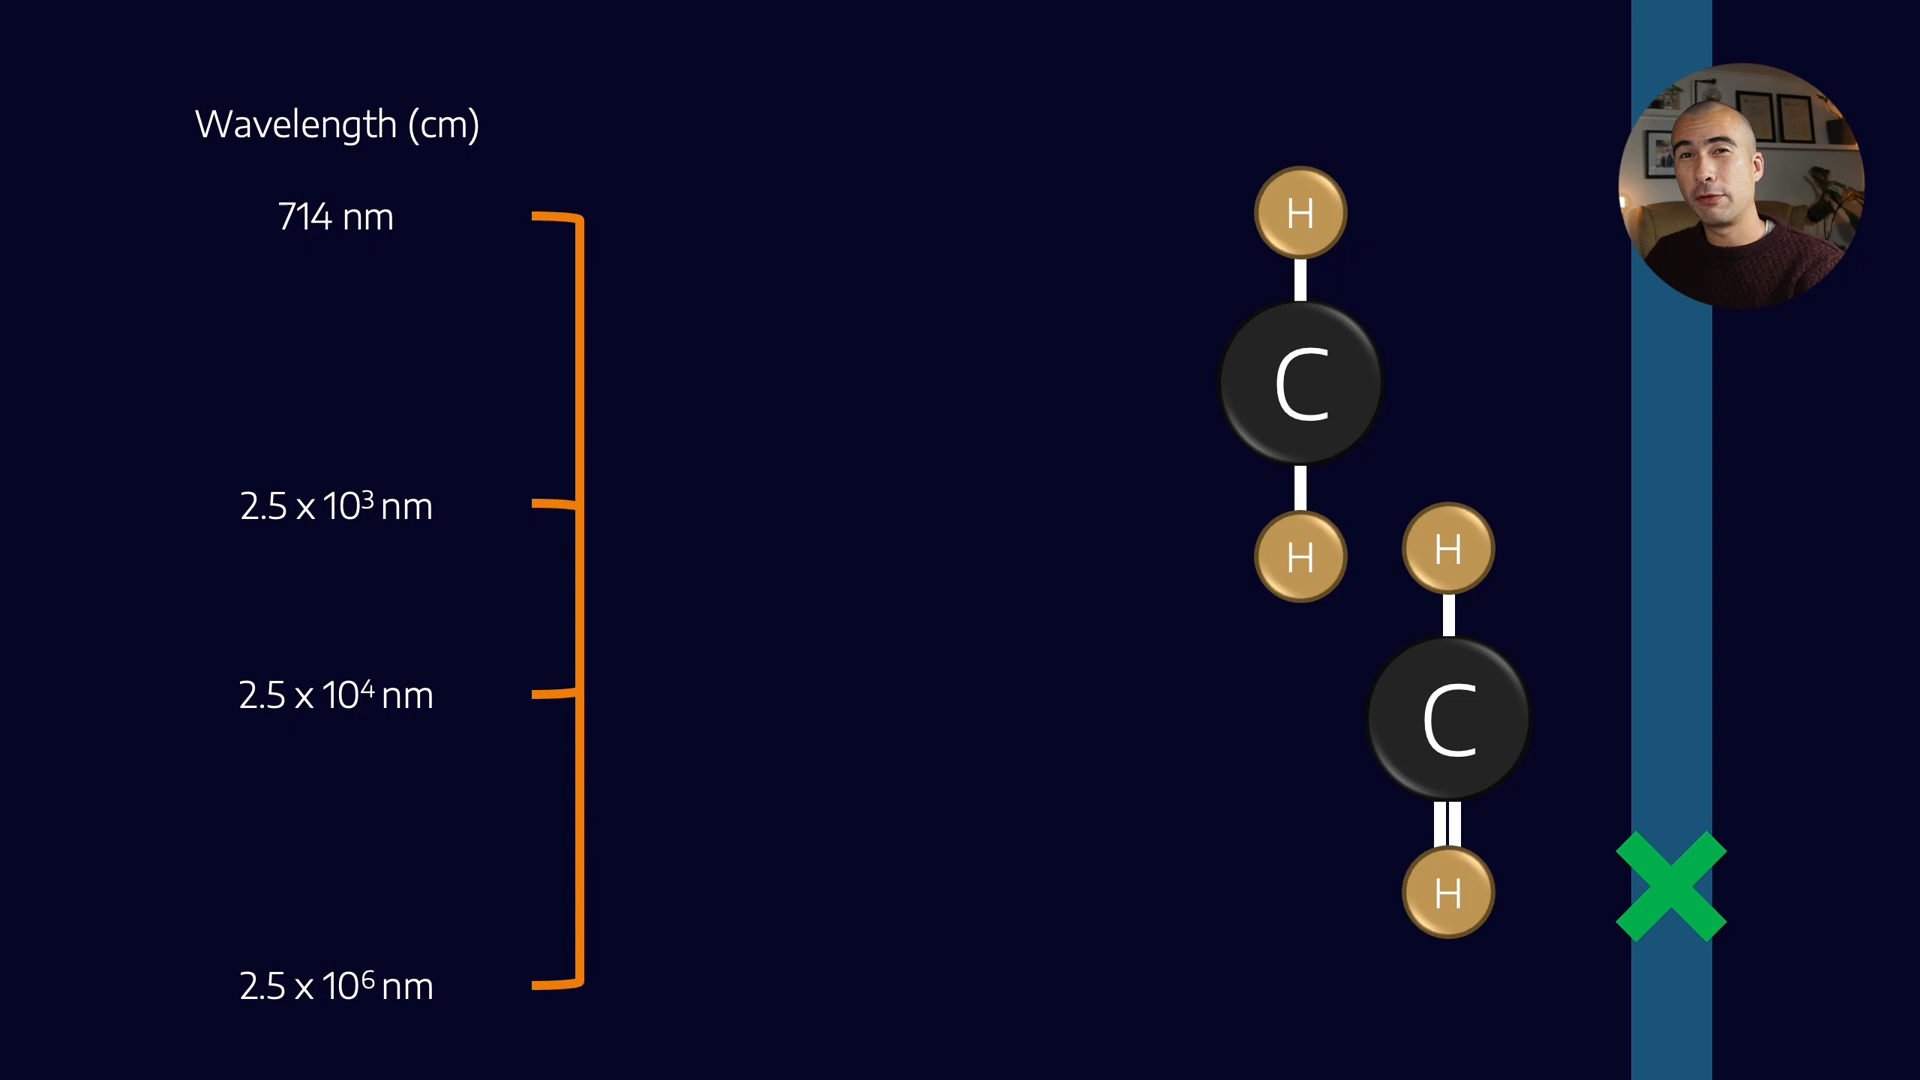 Wavelength (cm)
714 nm
2.5 x 10³ nm
2.5 x 10⁴ nm
2.5 x 10⁶ nm
H
C
H
H
C
H